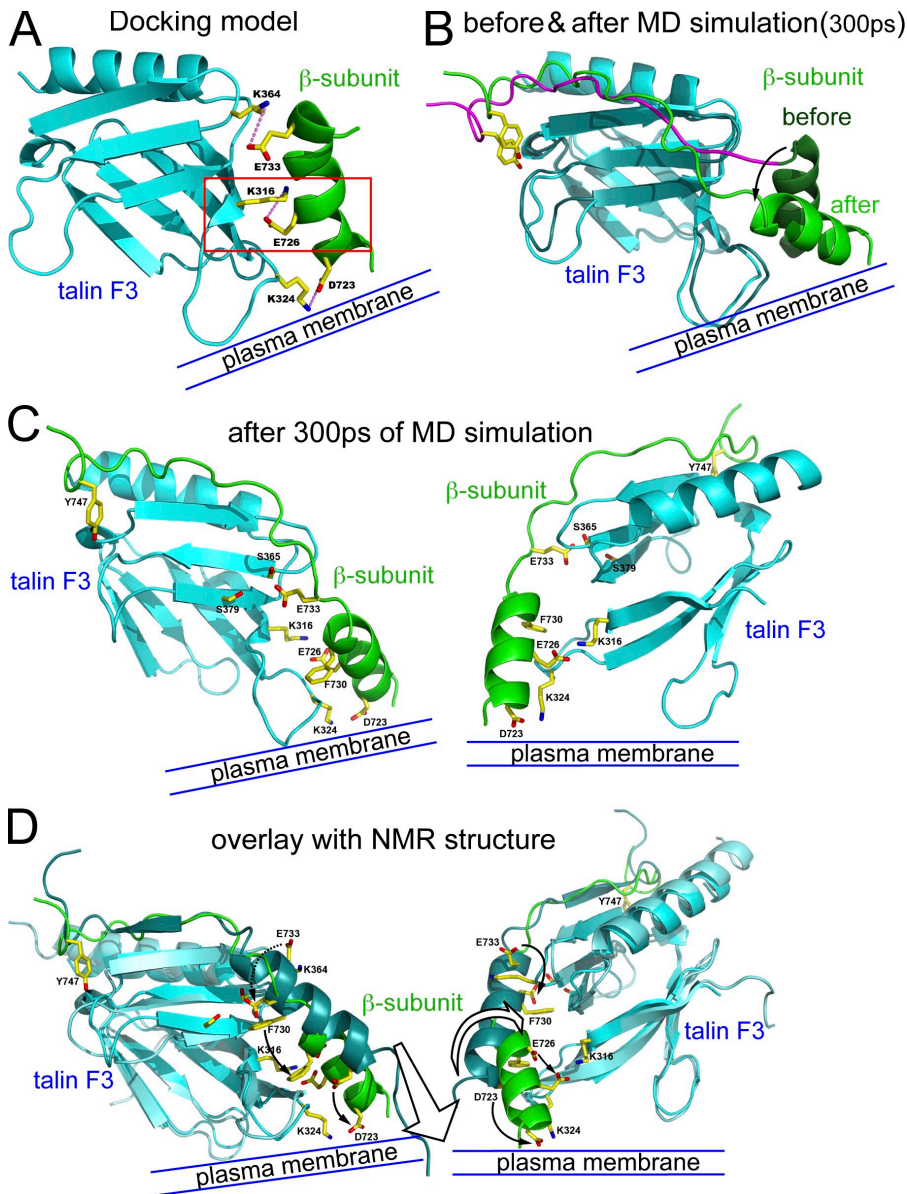 A
Docking model
K364
β-subunit
E733
K316
E726
talin F3
K324
D723
plasma membrane
B
before & after MD simulation(300ps)
β-subunit
before
after
talin F3
plasma membrane
C
after 300ps of MD simulation
Y747
talin F3
S365
β-subunit
S379
E733
K316
E726
F730
K324
D723
plasma membrane
Y747
β-subunit
S365
E733
S379
F730
E726
K316
talin F3
K324
D723
plasma membrane
D
overlay with NMR structure
Y747
E733
K364
β-subunit
F730
K316
talin F3
K324
D723
plasma membrane
Y747
E733
F730
E726
K316
talin F3
D723
K324
plasma membrane